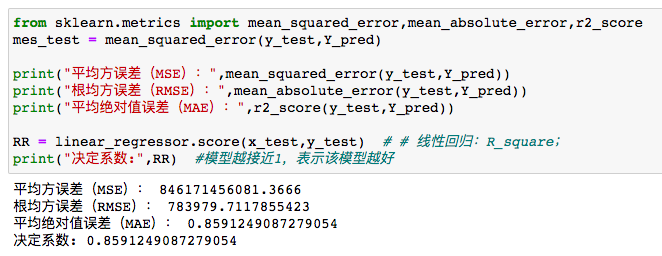 from sklearn.metrics import mean_squared_error,mean_absolute_error,r2_score
mes_test = mean_squared_error(y_test,Y_pred)
print("平均方误差（MSE）：",mean_squared_error(y_test,Y_pred))
print("根均方误差（RMSE）：",mean_absolute_error(y_test,Y_pred))
print("平均绝对值误差（MAE）：",r2_score(y_test,Y_pred))
RR = linear_regressor.score(x_test,y_test)  # # 线性回归：R_square；
print("决定系数：",RR)  #模型越接近1，表示该模型越好
平均方误差（MSE）： 846171456081.3666
根均方误差（RMSE）： 783979.7117855423
平均绝对值误差（MAE）： 0.8591249087279054
决定系数：0.8591249087279054